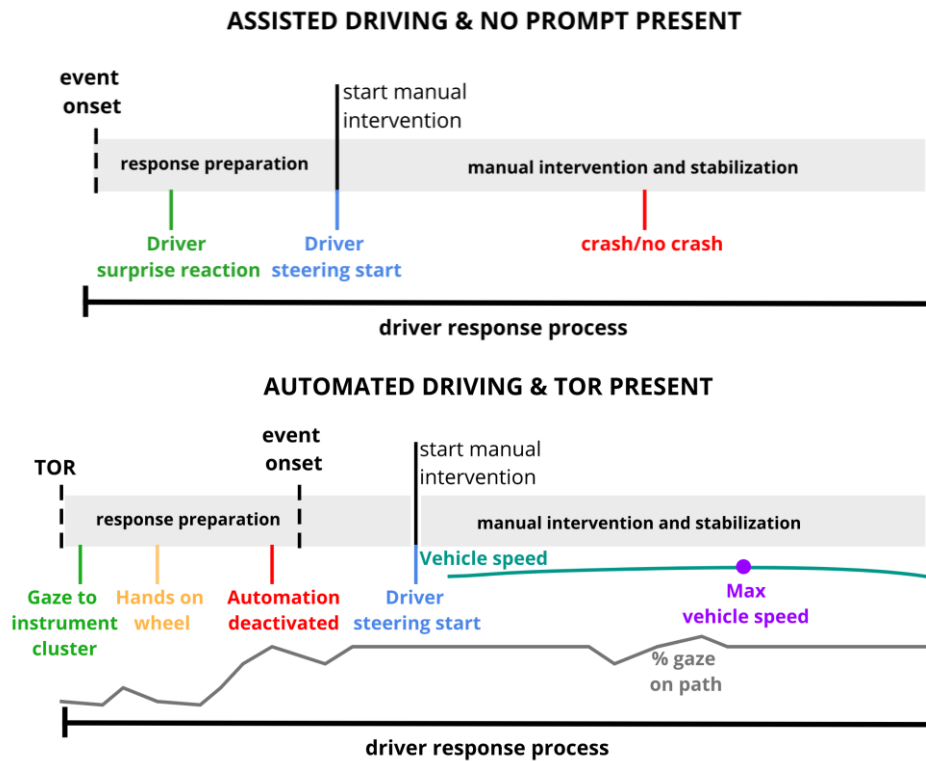 ASSISTED DRIVING & NO PROMPT PRESENT
event
onset
start manual
intervention
response preparation
manual intervention and stabilization
Driver
surprise reaction
Driver
steering start
crash/no crash
driver response process
AUTOMATED DRIVING & TOR PRESENT
TOR
event
onset
start manual
intervention
response preparation
manual intervention and stabilization
Vehicle speed
Gaze to
instrument
cluster
Hands on
wheel
Automation
deactivated
Driver
steering start
Max
vehicle speed
% gaze
on path
driver response process